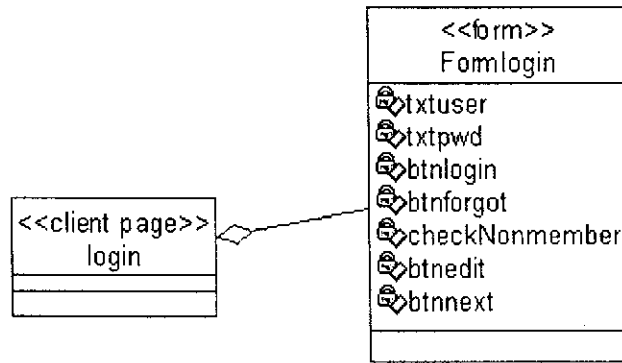 <<form>>
Formlogin
txtuser
txtpwd
btnlogin
btnforgot
checkNonmember
btnedit
btnnext
<<client page>>
login